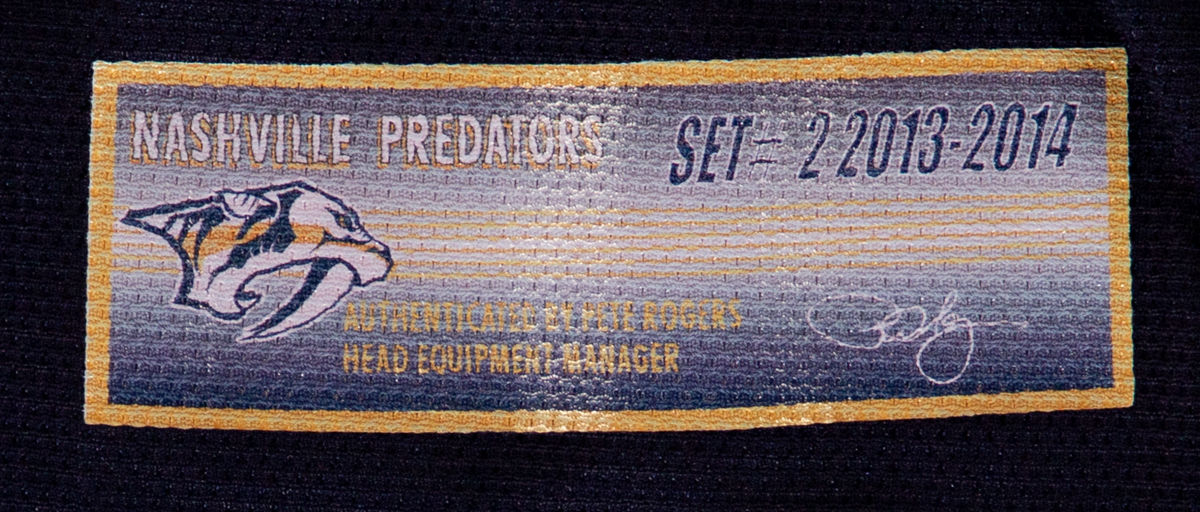 NASHVILLE PREDATORS
SET# 2 2013-2014
AUTHENTICATED BY PETE ROGERS
HEAD EQUIPMENT MANAGER